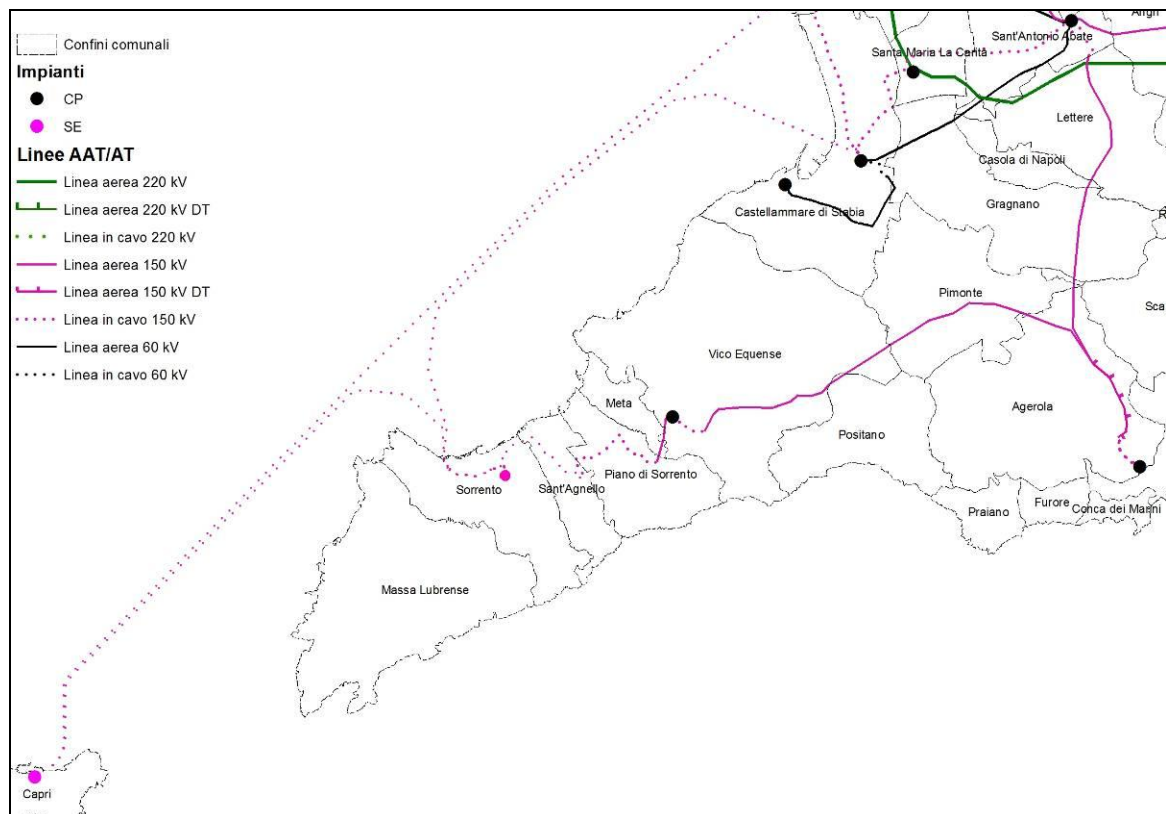 Confini comunali
Impianti
CP
SE
Linee AAT/AT
Linea aerea 220 kV
Linea aerea 220 kV DT
Linea in cavo 220 kV
Linea aerea 150 kV
Linea aerea 150 kV DT
Linea in cavo 150 kV
Linea aerea 60 kV
Linea in cavo 60 kV
Angri
Sant'Antonio Abate
Santa Maria La Carità
Lettere
Casola di Napoli
Gragnano
Castellammare di Stabia
R
Pimonte
Sca
Vico Equense
Meta
Agerola
Positano
Piano di Sorrento
Sorrento
Sant'Agnello
Furore
Conca dei Marini
Praiano
Massa Lubrense
Capri